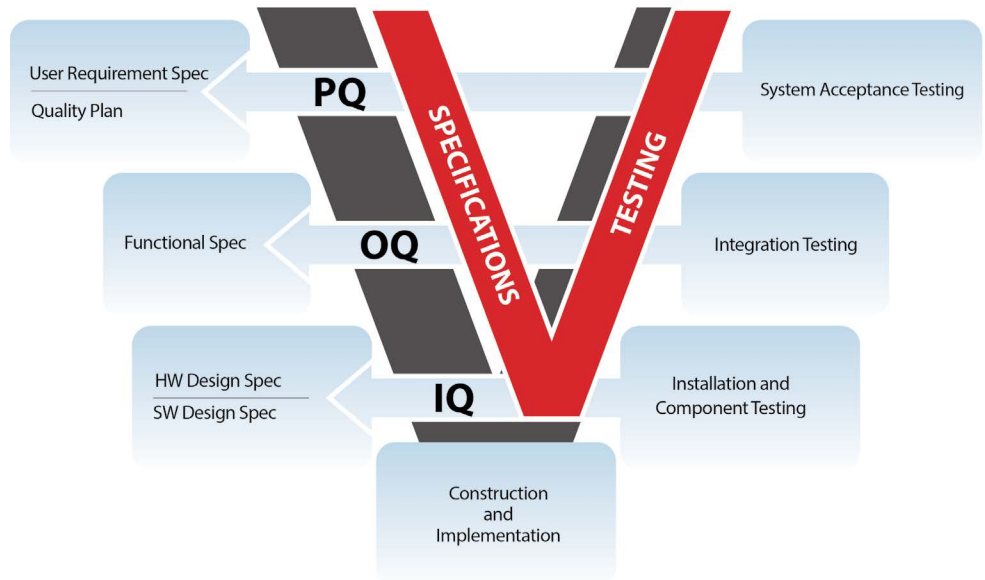 User Requirement Spec
Quality Plan
PQ
System Acceptance Testing
SPECIFICATIONS
TESTING
Functional Spec
OQ
Integration Testing
HW Design Spec
SW Design Spec
IQ
Installation and
Component Testing
Construction
and
Implementation